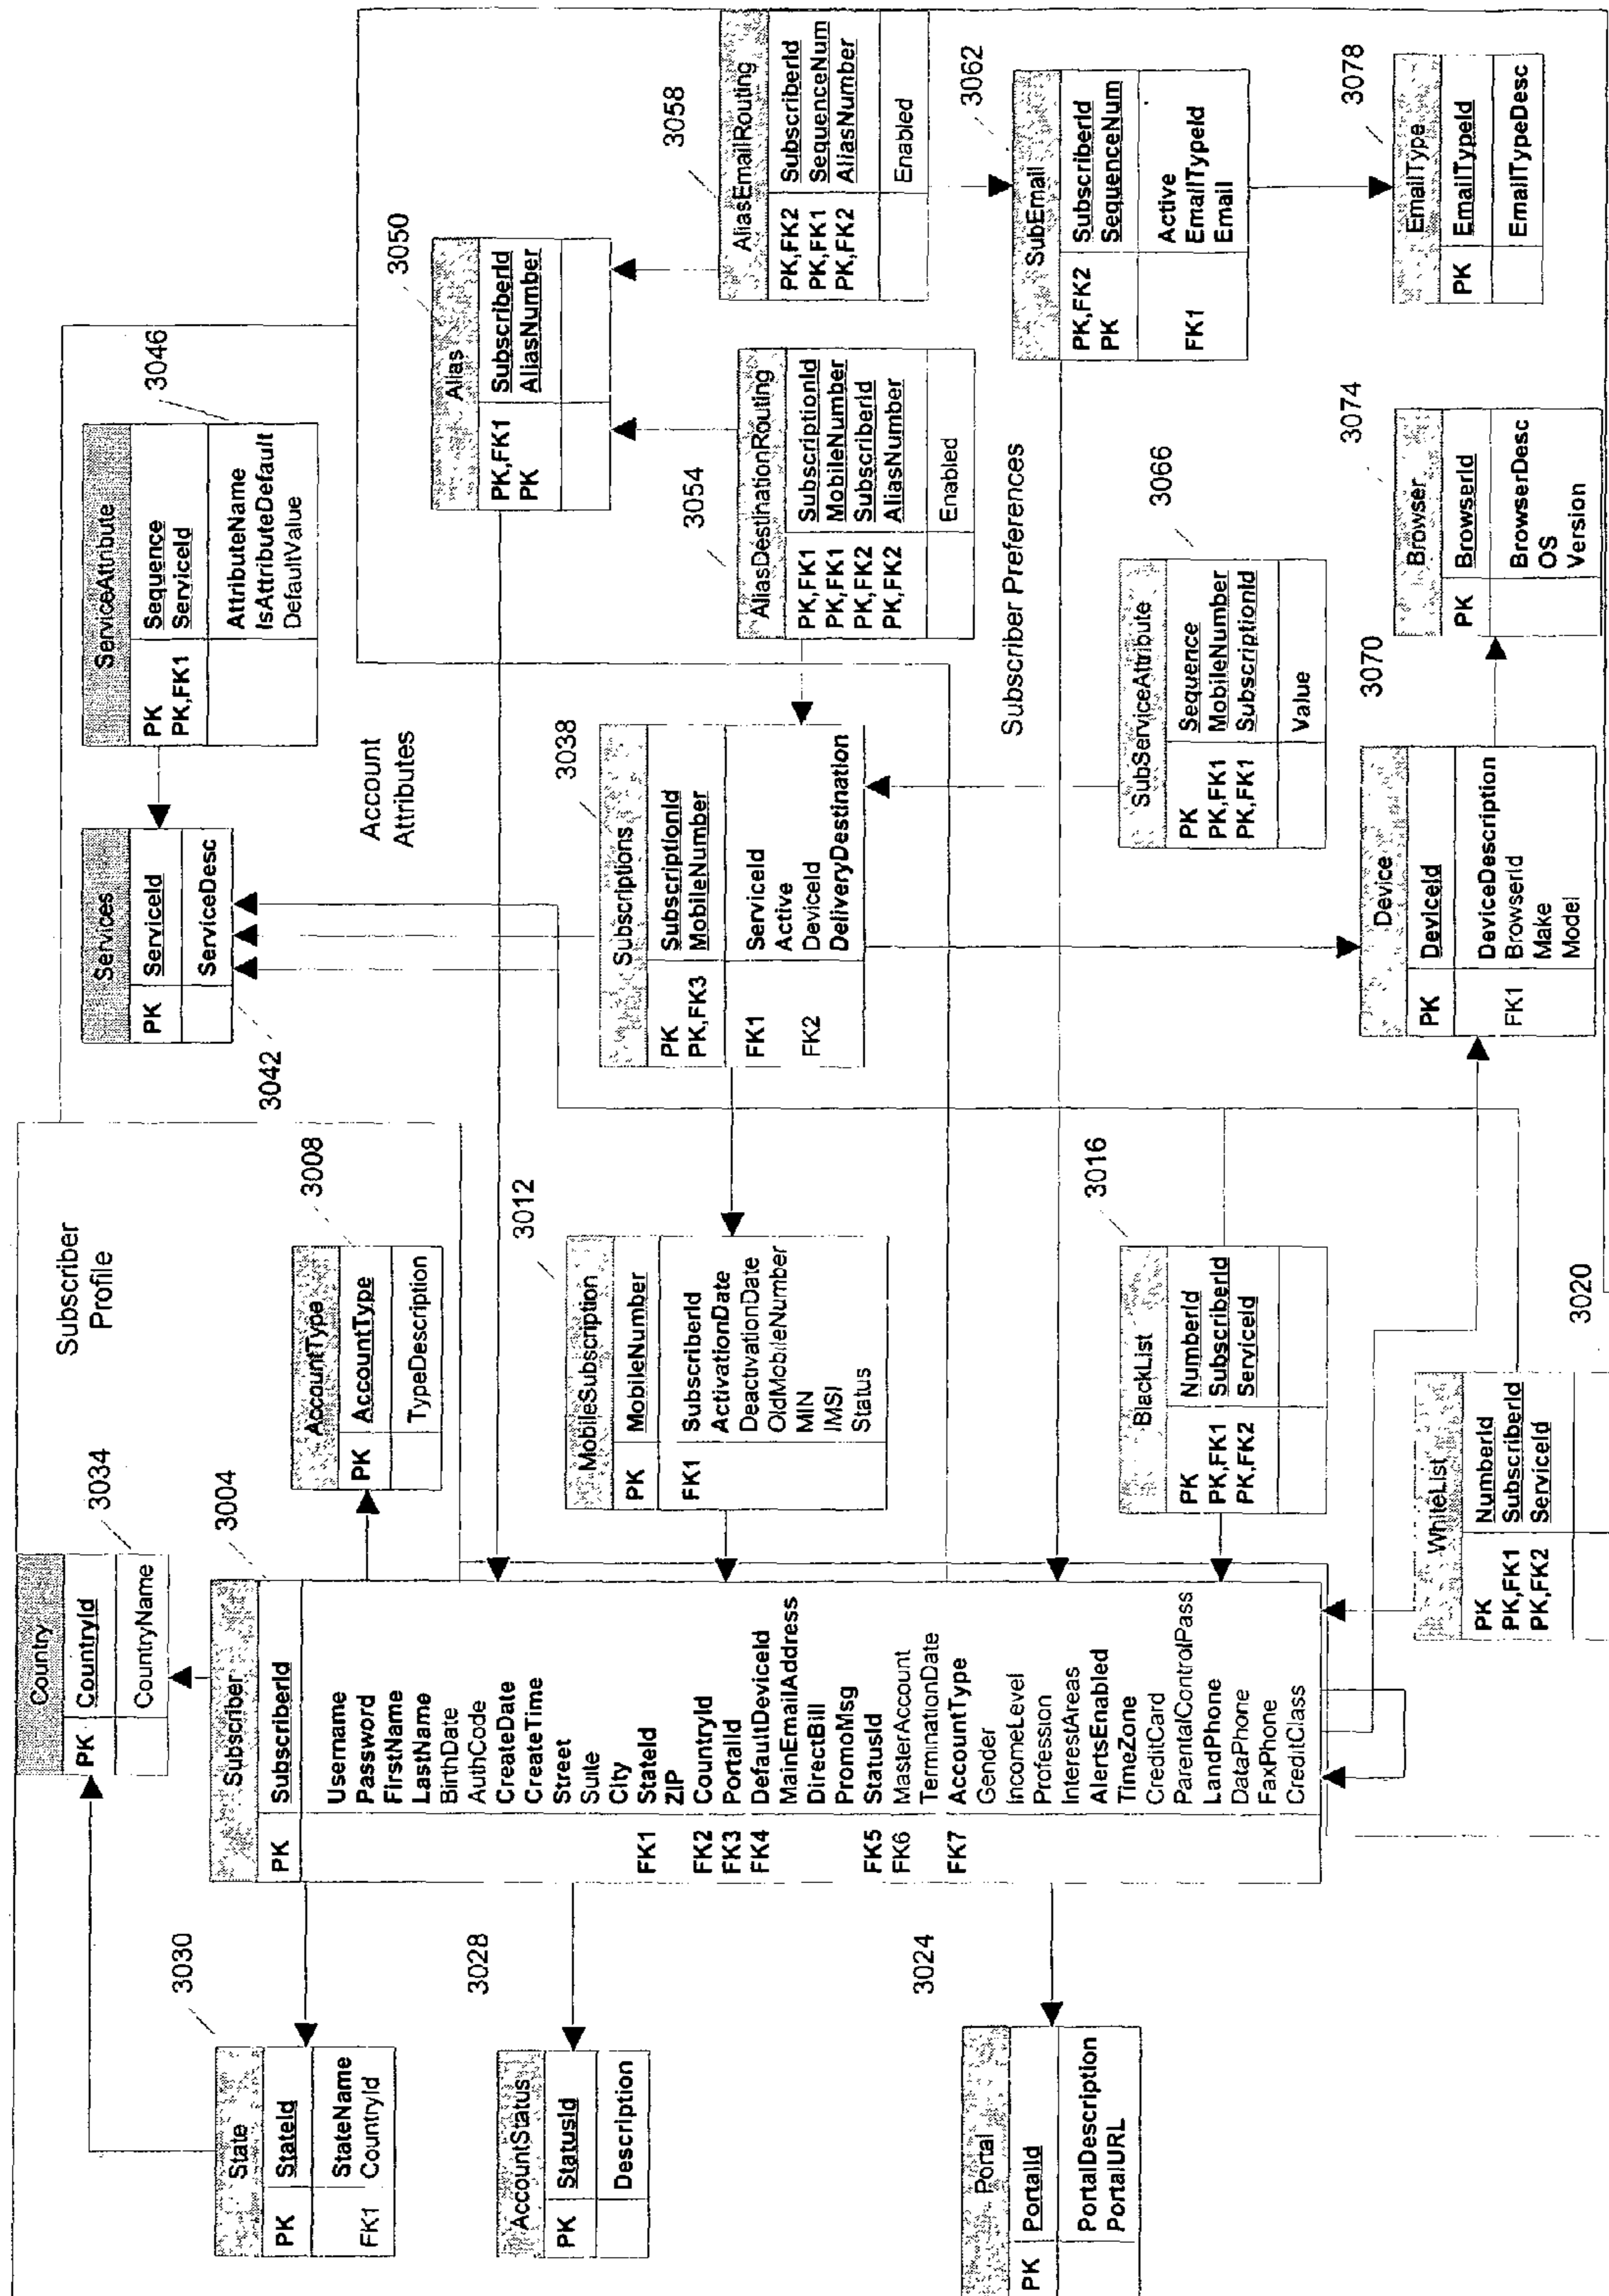 Subscriber
Profile
Country
PK CountryId
CountryName
3034
State
PK StateId
StateName
FK1 CountryId
3030
Subscriber
PK SubscriberId
Username
Password
FirstName
LastName
BirthDate
AuthCode
CreateDate
CreateTime
Street
Suite
City
FK1 StateId
ZIP
FK2 CountryId
FK3 PortalId
FK4 DefaultDeviceId
MainEmailAddress
DirectBill
PromoMsg
FK5 StatusId
FK6 MasterAccount
TerminationDate
FK7 AccountType
Gender
IncomeLevel
Profession
InterestAreas
AlertsEnabled
TimeZone
CreditCard
ParentalControlPass
LandPhone
DataPhone
FaxPhone
CreditClass
3004
AccountType
PK AccountType
TypeDescription
3008
AccountStatus
PK StatusId
Description
3028
Portal
PK PortalId
PortalDescription
PortalURL
3024
MobileSubscription
PK MobileNumber
FK1 SubscriberId
ActivationDate
DeactivationDate
OldMobileNumber
MIN
IMSI
Status
3012
BlackList
PK NumberId
PK,FK1 SubscriberId
PK,FK2 ServiceId
3016
WhiteList
PK NumberId
PK,FK1 SubscriberId
PK,FK2 ServiceId
3020
Services
PK ServiceId
ServiceDesc
3042
ServiceAttribute
PK Sequence
PK,FK1 ServiceId
AttributeName
IsAttributeDefault
DefaultValue
3046
Account
Attributes
Subscriptions
PK SubscriptionId
PK,FK3 MobileNumber
FK1 ServiceId
Active
FK2 DeviceId
DeliveryDestination
3038
Alias
PK,FK1 SubscriberId
PK AliasNumber
3050
AliasDestinationRouting
PK,FK1 SubscriptionId
PK,FK1 MobileNumber
PK,FK2 SubscriberId
PK,FK2 AliasNumber
Enabled
3054
AliasEmailRouting
PK,FK2 SubscriberId
PK,FK1 SequenceNum
PK,FK2 AliasNumber
Enabled
3058
Subscriber Preferences
SubEmail
PK,FK2 SubscriberId
PK SequenceNum
Active
FK1 EmailTypeId
Email
3062
SubServiceAttribute
PK Sequence
PK,FK1 MobileNumber
PK,FK1 SubscriptionId
Value
3066
Device
PK DeviceId
DeviceDescription
FK1 BrowserId
Make
Model
3070
Browser
PK BrowserId
BrowserDesc
OS
Version
3074
EmailType
PK EmailTypeId
EmailTypeDesc
3078